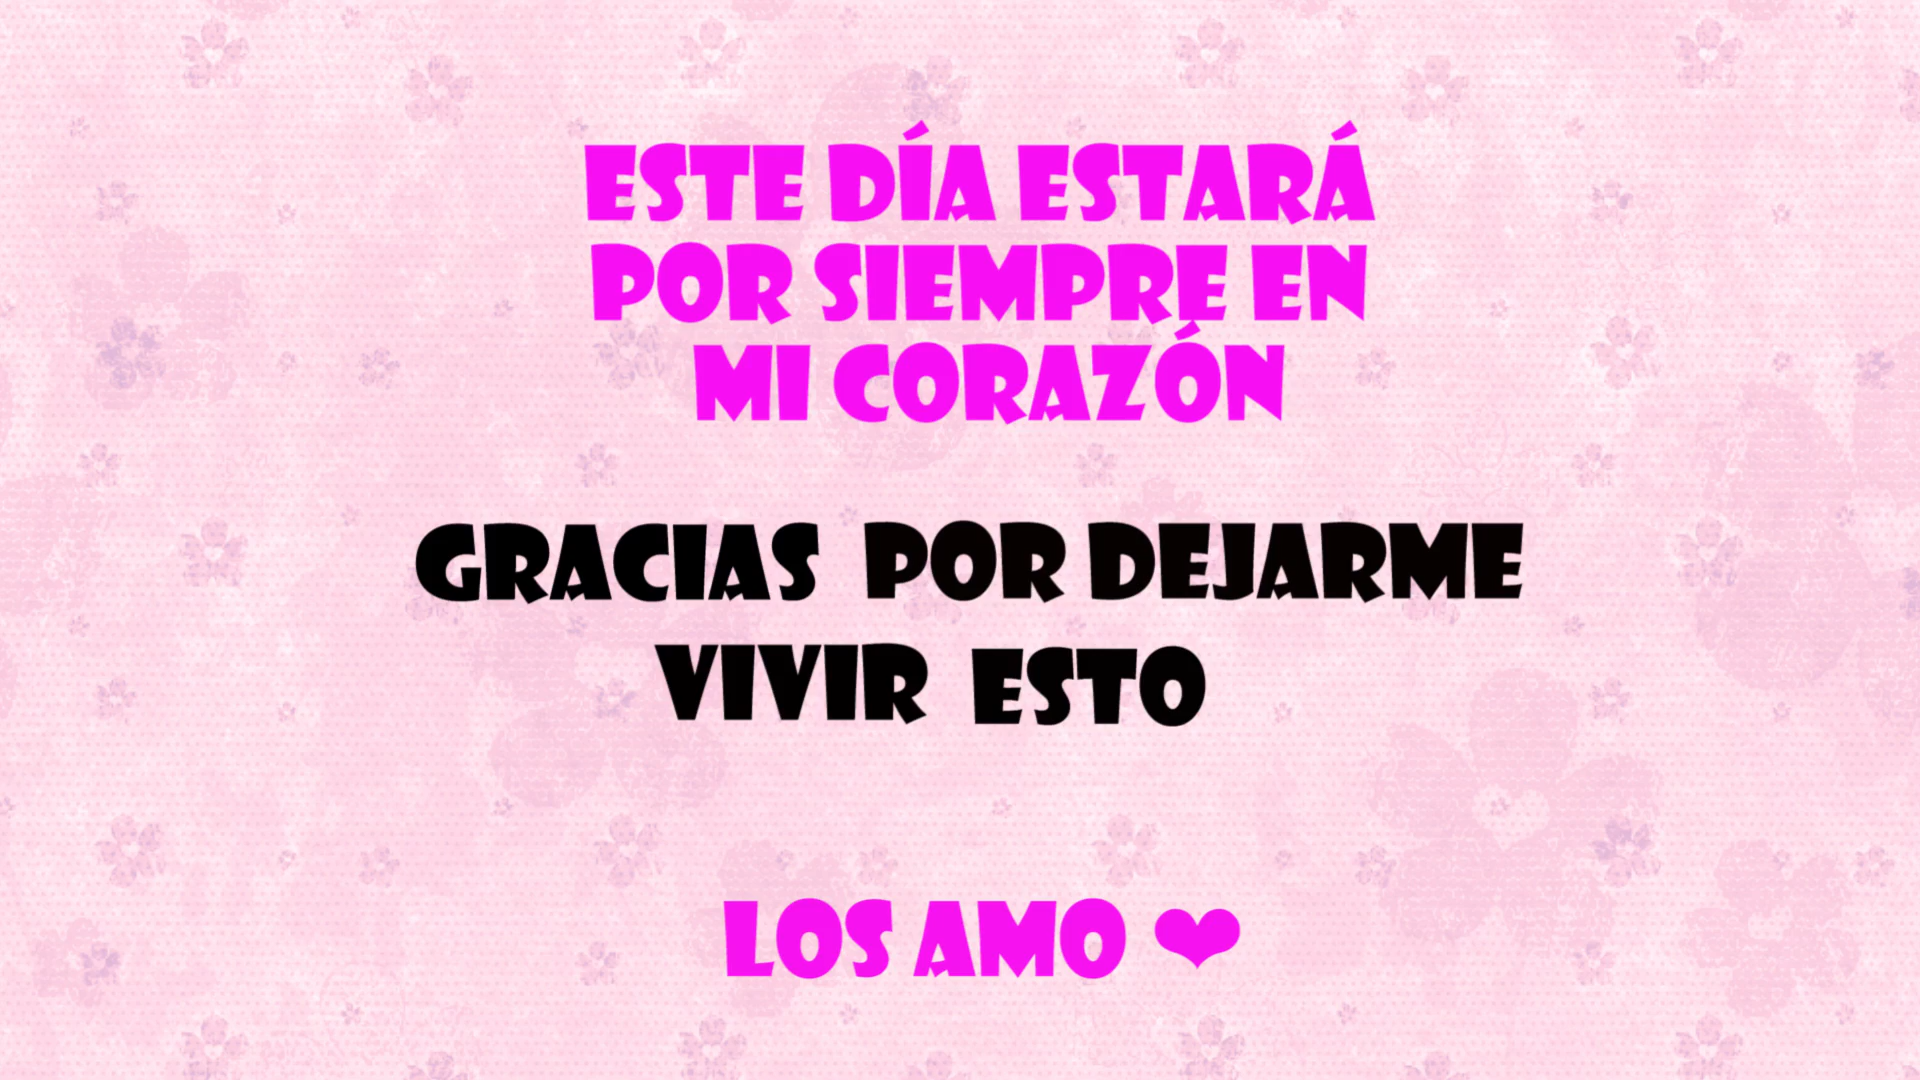 ESTE DÍA ESTARÁ
POR SIEMPRE EN
MI CORAZÓN
GRACIAS POR DEJARME
VIVIR ESTO
LOS AMO ❤